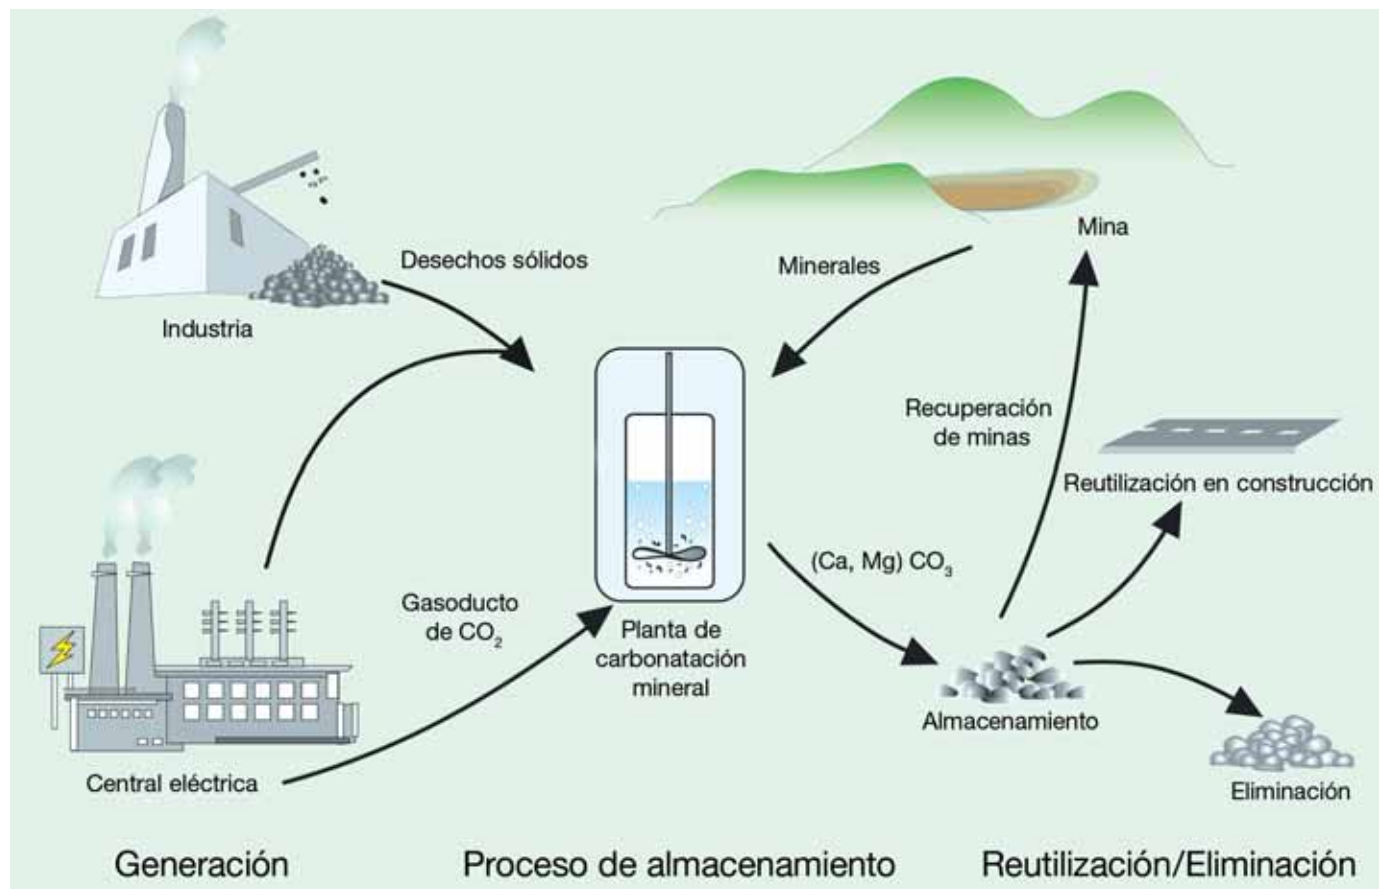 Desechos sólidos
Industria
Mina
Minerales
Recuperación
de minas
Reutilización en construcción
(Ca, Mg) CO₃
Gasoducto
de CO₂
Planta de
carbonatación
mineral
Almacenamiento
Central eléctrica
Eliminación
Generación
Proceso de almacenamiento
Reutilización/Eliminación